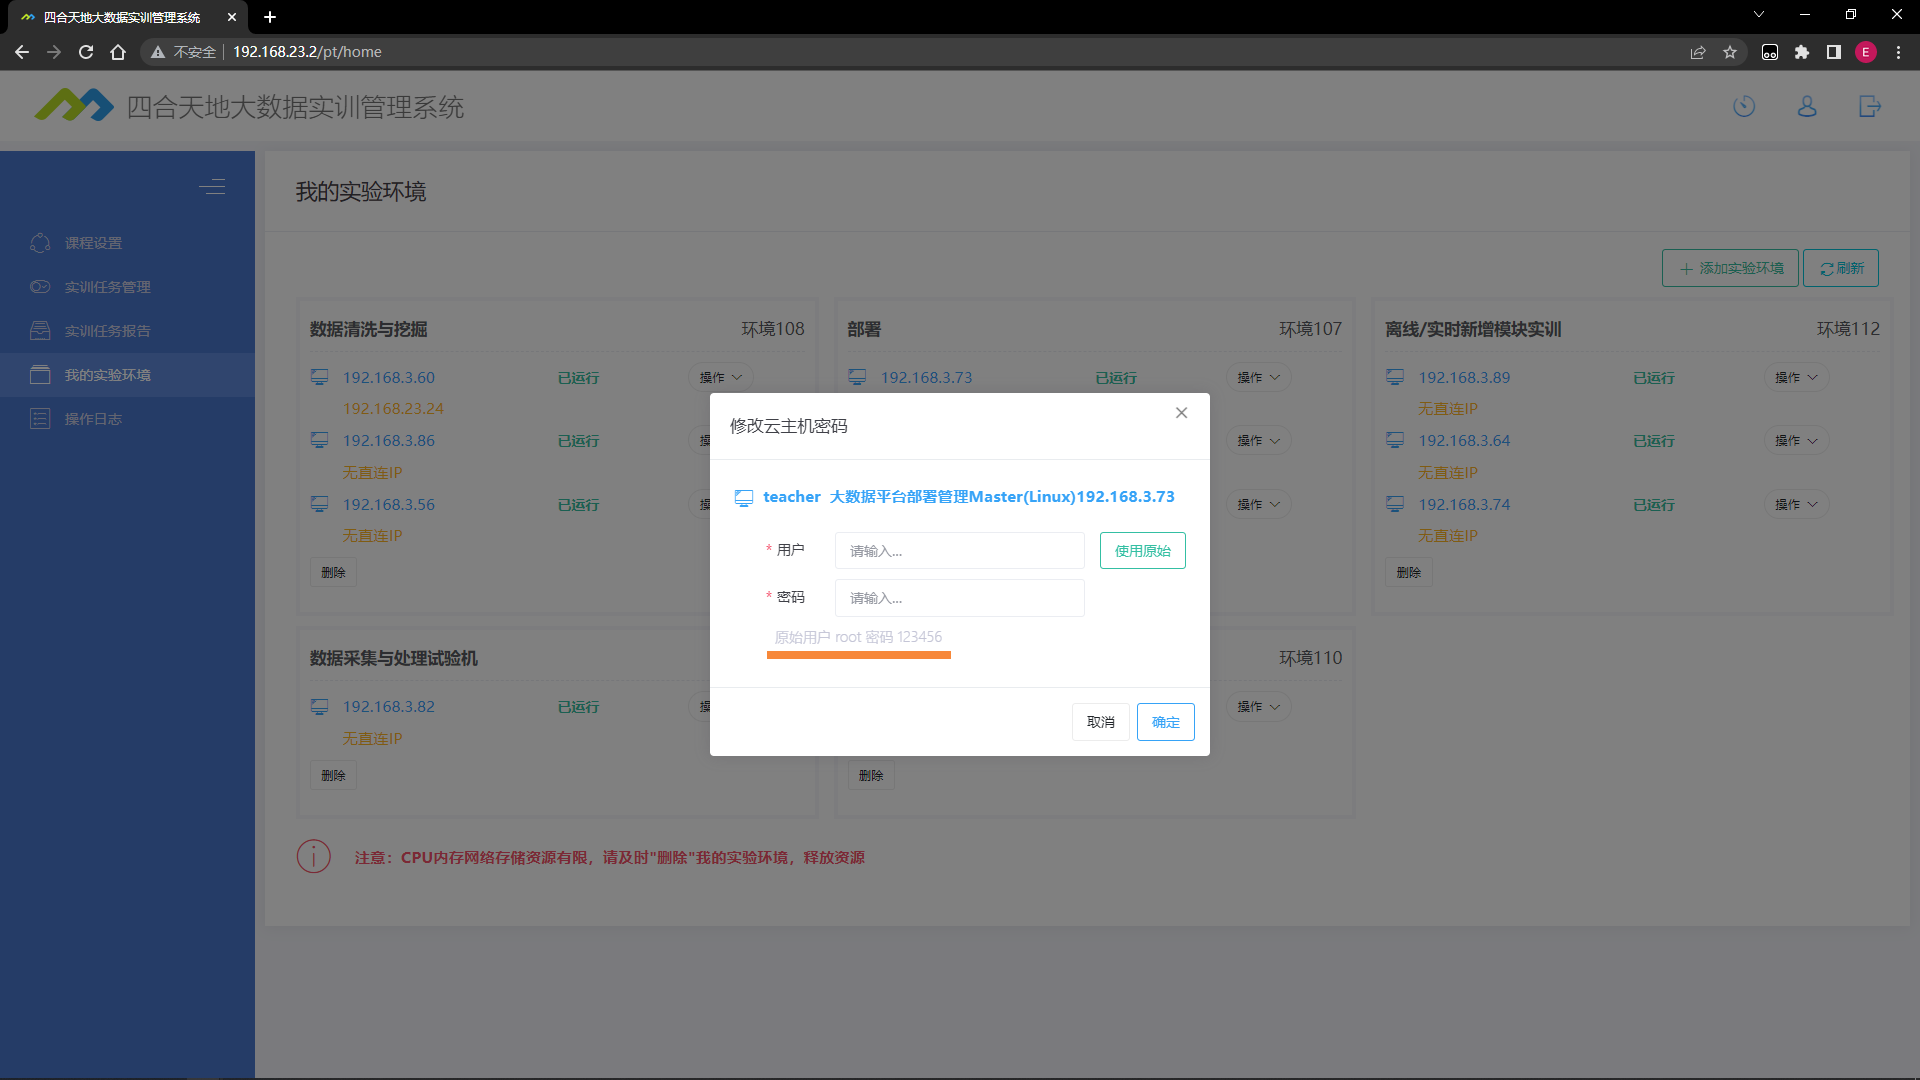 四合天地大数据实训管理系统
不安全 192.168.23.2/pt/home
E
四合天地大数据实训管理系统
课程设置
实训任务管理
实训任务报告
我的实验环境
操作日志
我的实验环境
添加实验环境 刷新
数据清洗与挖掘 环境108
192.168.3.60 已运行 操作
192.168.23.24
192.168.3.86 已运行
无直连IP
192.168.3.56 已运行
无直连IP
删除
部署 环境107
192.168.3.73 已运行 操作
操作
操作
离线/实时新增模块实训 环境112
192.168.3.89 已运行 操作
无直连IP
192.168.3.64 已运行 操作
无直连IP
192.168.3.74 已运行 操作
无直连IP
删除
修改云主机密码
teacher 大数据平台部署管理Master(Linux)192.168.3.73
* 用户 请输入... 使用原始
* 密码 请输入...
原始用户 root 密码 123456
取消 确定
数据采集与处理试验机
192.168.3.82 已运行
无直连IP
删除
环境110
操作
删除
注意：CPU内存网络存储资源有限，请及时"删除"我的实验环境，释放资源